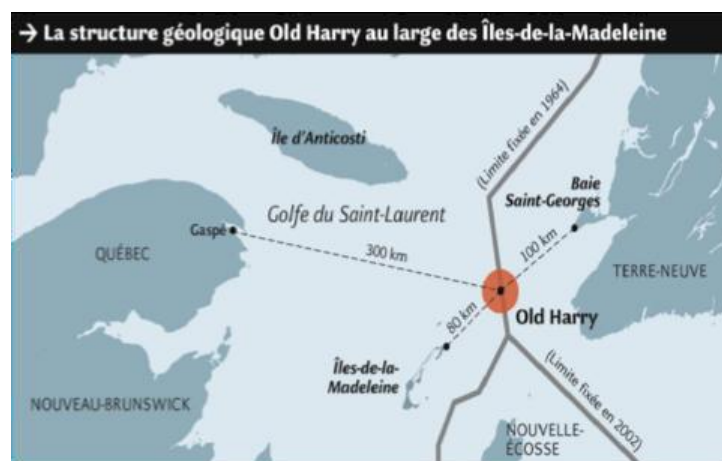 → La structure géologique Old Harry au large des Îles-de-la-Madeleine
Île d'Anticosti
(Limite fixée en 1964)
Baie
Saint-Georges
Golfe du Saint-Laurent
Gaspé
QUÉBEC
300 km
100 km
TERRE-NEUVE
Old Harry
80 km
Îles-de-la-
Madeleine
(Limite fixée en 2002)
NOUVEAU-BRUNSWICK
NOUVELLE-
ÉCOSSE